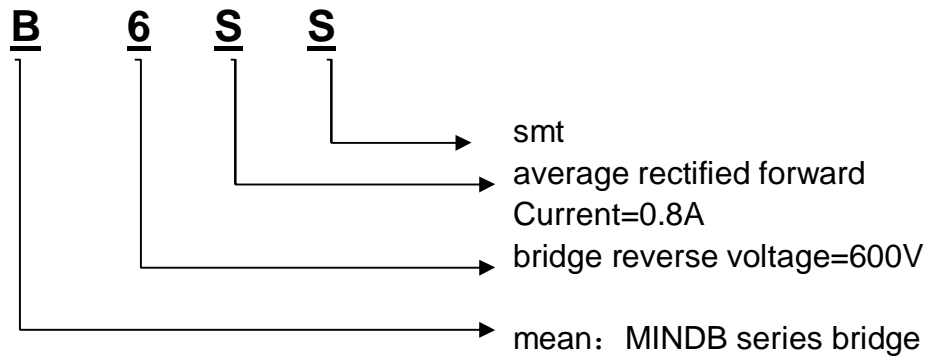 B 6 S S
smt
average rectified forward
Current=0.8A
bridge reverse voltage=600V
mean：MINDB series bridge